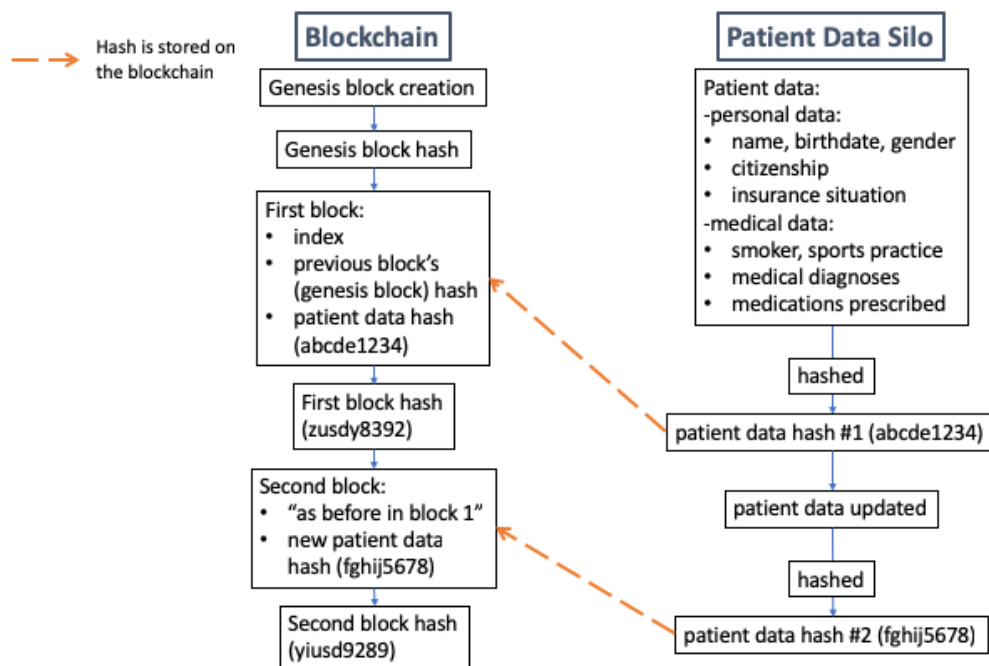 Hash is stored on
the blockchain
Blockchain
Genesis block creation
Genesis block hash
First block:
• index
• previous block's
(genesis block) hash
• patient data hash
(abcde1234)
First block hash
(zusdy8392)
Second block:
• “as before in block 1”
• new patient data
hash (fghij5678)
Second block hash
(yiusd9289)
Patient Data Silo
Patient data:
-personal data:
• name, birthdate, gender
• citizenship
• insurance situation
-medical data:
• smoker, sports practice
• medical diagnoses
• medications prescribed
hashed
patient data hash #1 (abcde1234)
patient data updated
hashed
patient data hash #2 (fghij5678)